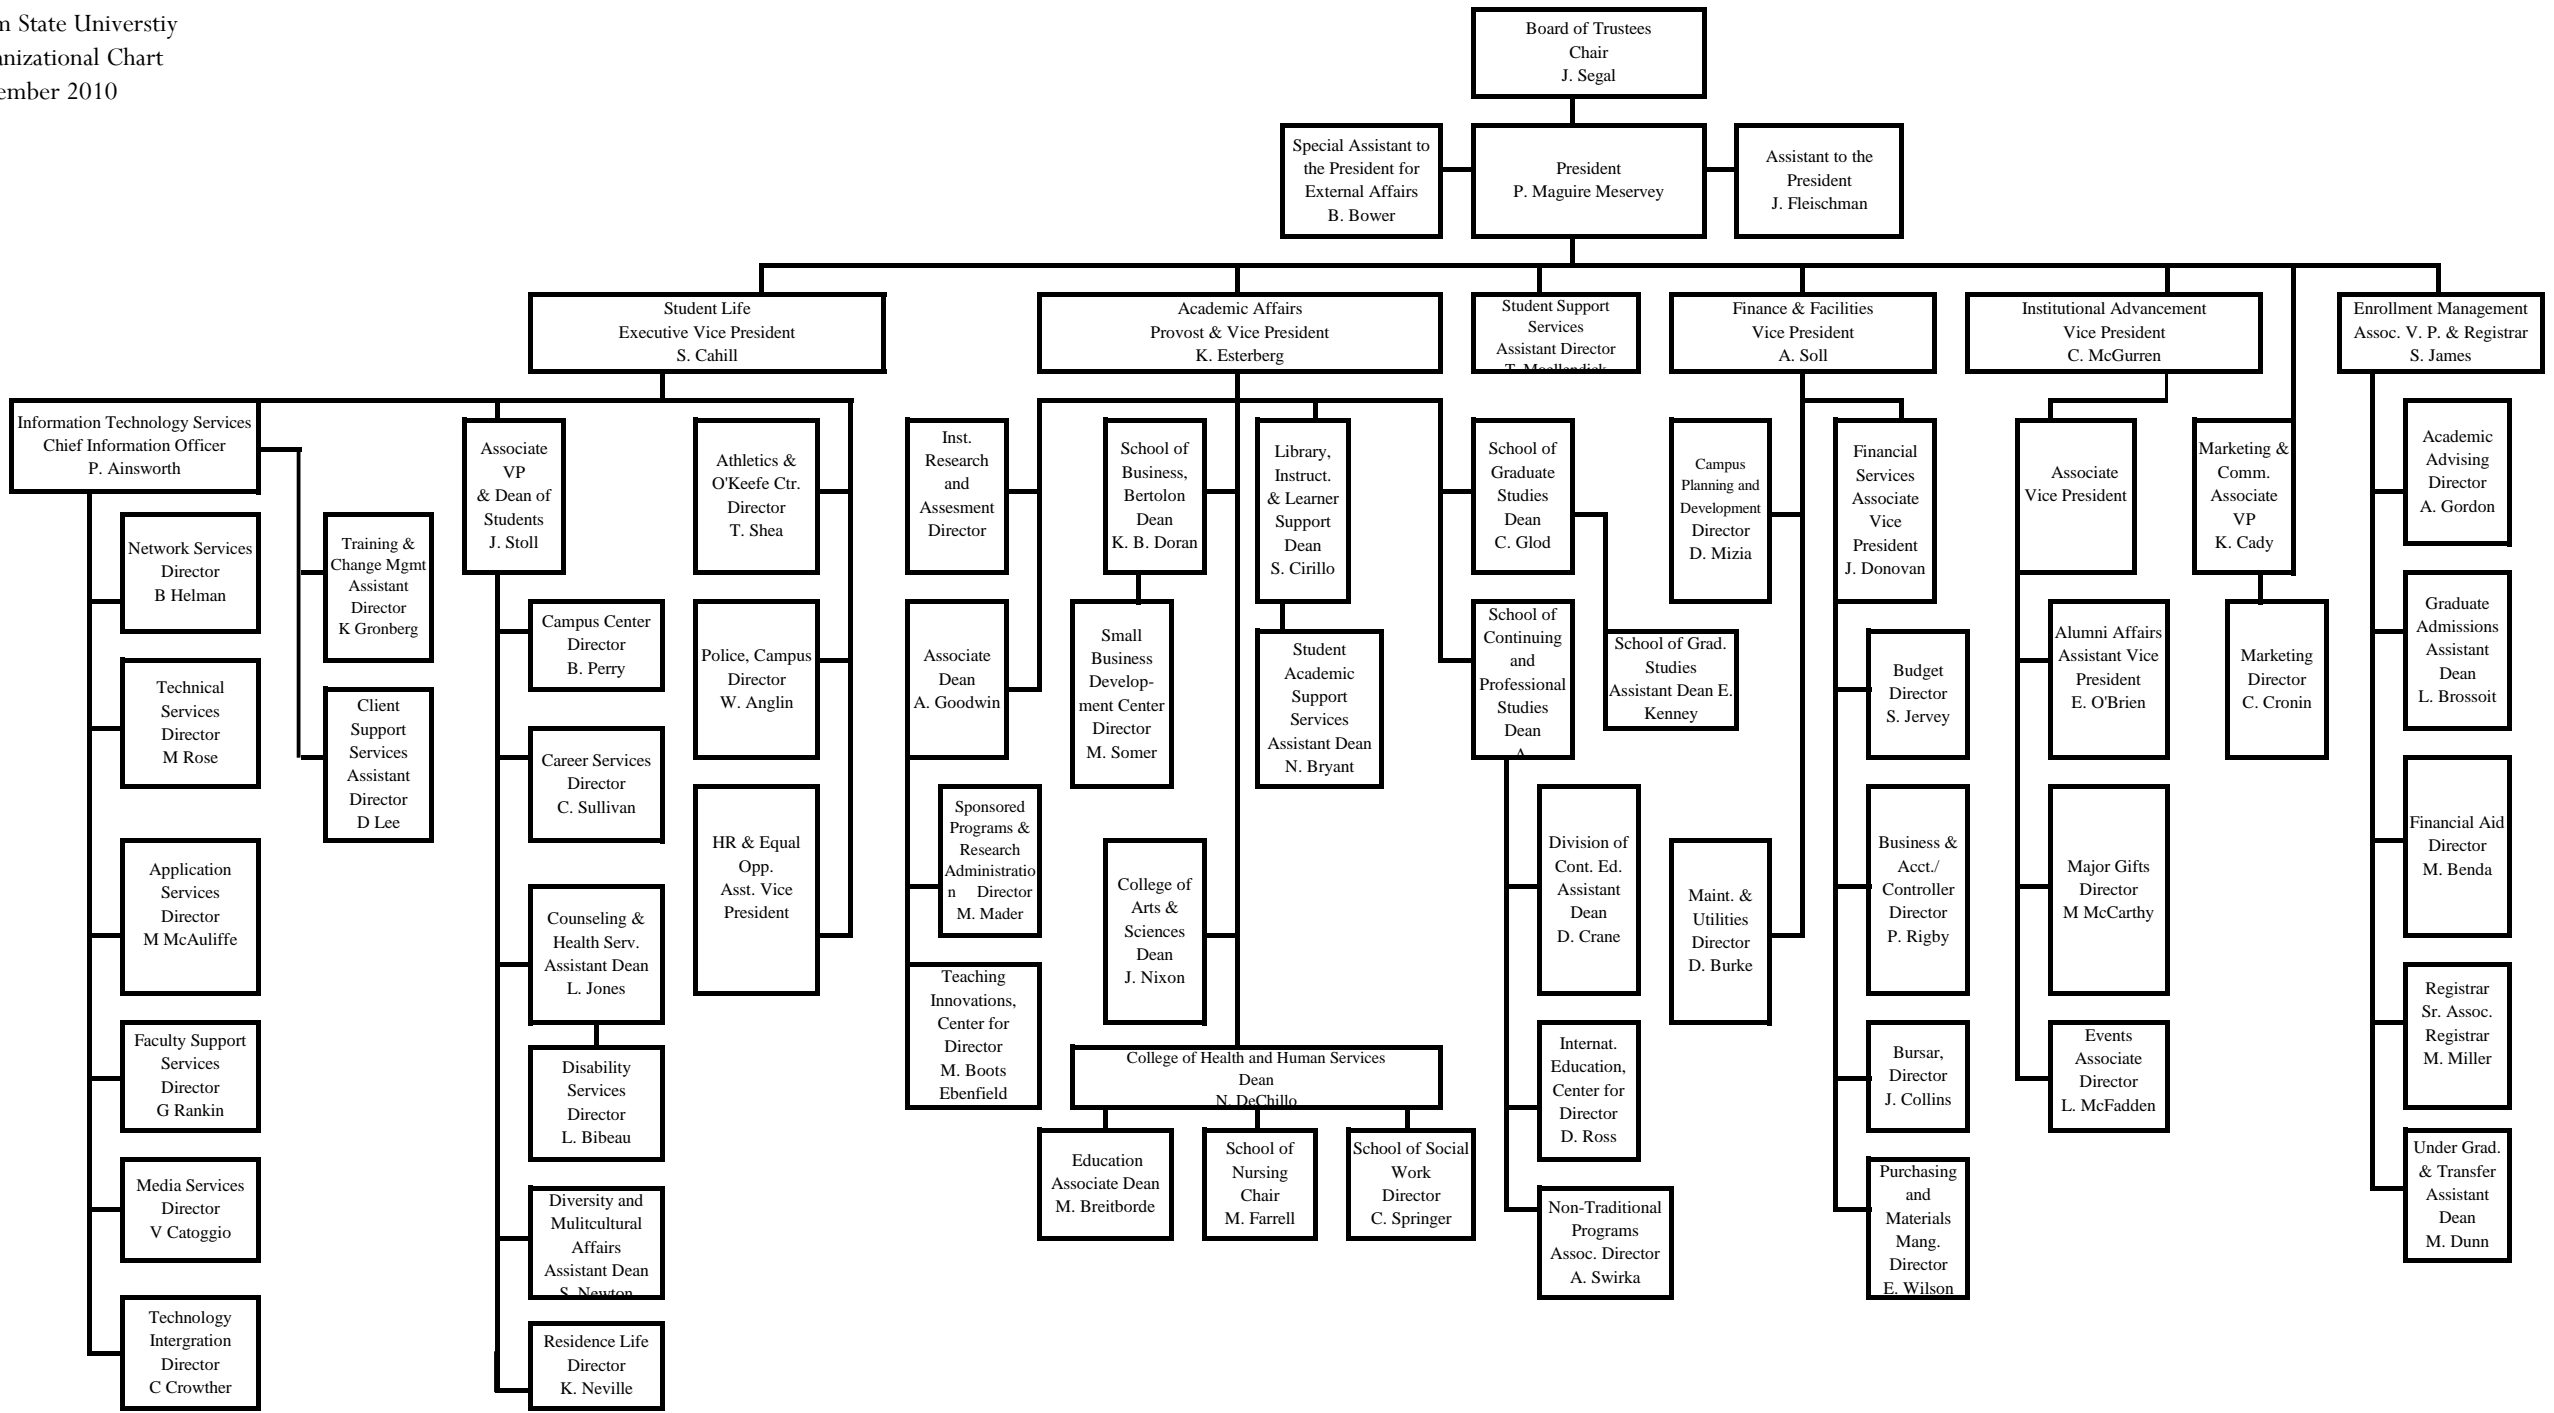 State Universtiy
Chart
2010
Board of Trustees
Chair
J. Segal
Special Assistant to
the President for
External Affairs
B. Bower
President
P. Maguire Meservey
Assistant to the
President
J. Fleischman
Student Life
Executive Vice President
S. Cahill
Academic Affairs
Provost & Vice President
K. Esterberg
Student Support
Services
Assistant Director
Finance & Facilities
Vice President
A. Soll
Institutional Advancement
Vice President
C. McGurren
Enrollment Management
Assoc. V. P. & Registrar
S. James
Information Technology Services
Chief Information Officer
P. Ainsworth
Associate
VP
& Dean of
Students
J. Stoll
Athletics &
O'Keefe Ctr.
Director
T. Shea
Inst.
Research
and
Assesment
Director
School of
Business,
Bertolon
Dean
K. B. Doran
Library,
Instruct.
& Learner
Support
Dean
S. Cirillo
School of
Graduate
Studies
Dean
C. Glod
Campus
Planning and
Development
Director
D. Mizia
Financial
Services
Associate
Vice
President
J. Donovan
Associate
Vice President
Marketing &
Comm.
Associate
VP
K. Cady
Academic
Advising
Director
A. Gordon
Network Services
Director
B Helman
Training &
Change Mgmt
Assistant
Director
K Gronberg
Campus Center
Director
B. Perry
Police, Campus
Director
W. Anglin
Associate
Dean
A. Goodwin
Small
Business
Develop-
ment Center
Director
M. Somer
Student
Academic
Support
Services
Assistant Dean
N. Bryant
School of
Continuing
and
Professional
Studies
Dean
School of Grad.
Studies
Assistant Dean E.
Kenney
Budget
Director
S. Jervey
Alumni Affairs
Assistant Vice
President
E. O'Brien
Marketing
Director
C. Cronin
Graduate
Admissions
Assistant
Dean
L. Brossoit
Technical
Services
Director
M Rose
Client
Support
Services
Assistant
Director
D Lee
Career Services
Director
C. Sullivan
HR & Equal
Opp.
Asst. Vice
President
Sponsored
Programs &
Research
Administratio
n Director
M. Mader
College of
Arts &
Sciences
Dean
J. Nixon
Division of
Cont. Ed.
Assistant
Dean
D. Crane
Maint. &
Utilities
Director
D. Burke
Business &
Acct./
Controller
Director
P. Rigby
Major Gifts
Director
M McCarthy
Financial Aid
Director
M. Benda
Application
Services
Director
M McAuliffe
Counseling &
Health Serv.
Assistant Dean
L. Jones
Teaching
Innovations,
Center for
Director
M. Boots
Ebenfield
Registrar
Sr. Assoc.
Registrar
M. Miller
Faculty Support
Services
Director
G Rankin
Disability
Services
Director
L. Bibeau
College of Health and Human Services
Dean
N. DeChillo
Internat.
Education,
Center for
Director
D. Ross
Bursar,
Director
J. Collins
Events
Associate
Director
L. McFadden
Education
Associate Dean
M. Breitborde
School of
Nursing
Chair
M. Farrell
School of Social
Work
Director
C. Springer
Under Grad.
& Transfer
Assistant
Dean
M. Dunn
Media Services
Director
V Catoggio
Diversity and
Mulitcultural
Affairs
Assistant Dean
S. Newton
Non-Traditional
Programs
Assoc. Director
A. Swirka
Purchasing
and
Materials
Mang.
Director
E. Wilson
Technology
Intergration
Director
C Crowther
Residence Life
Director
K. Neville